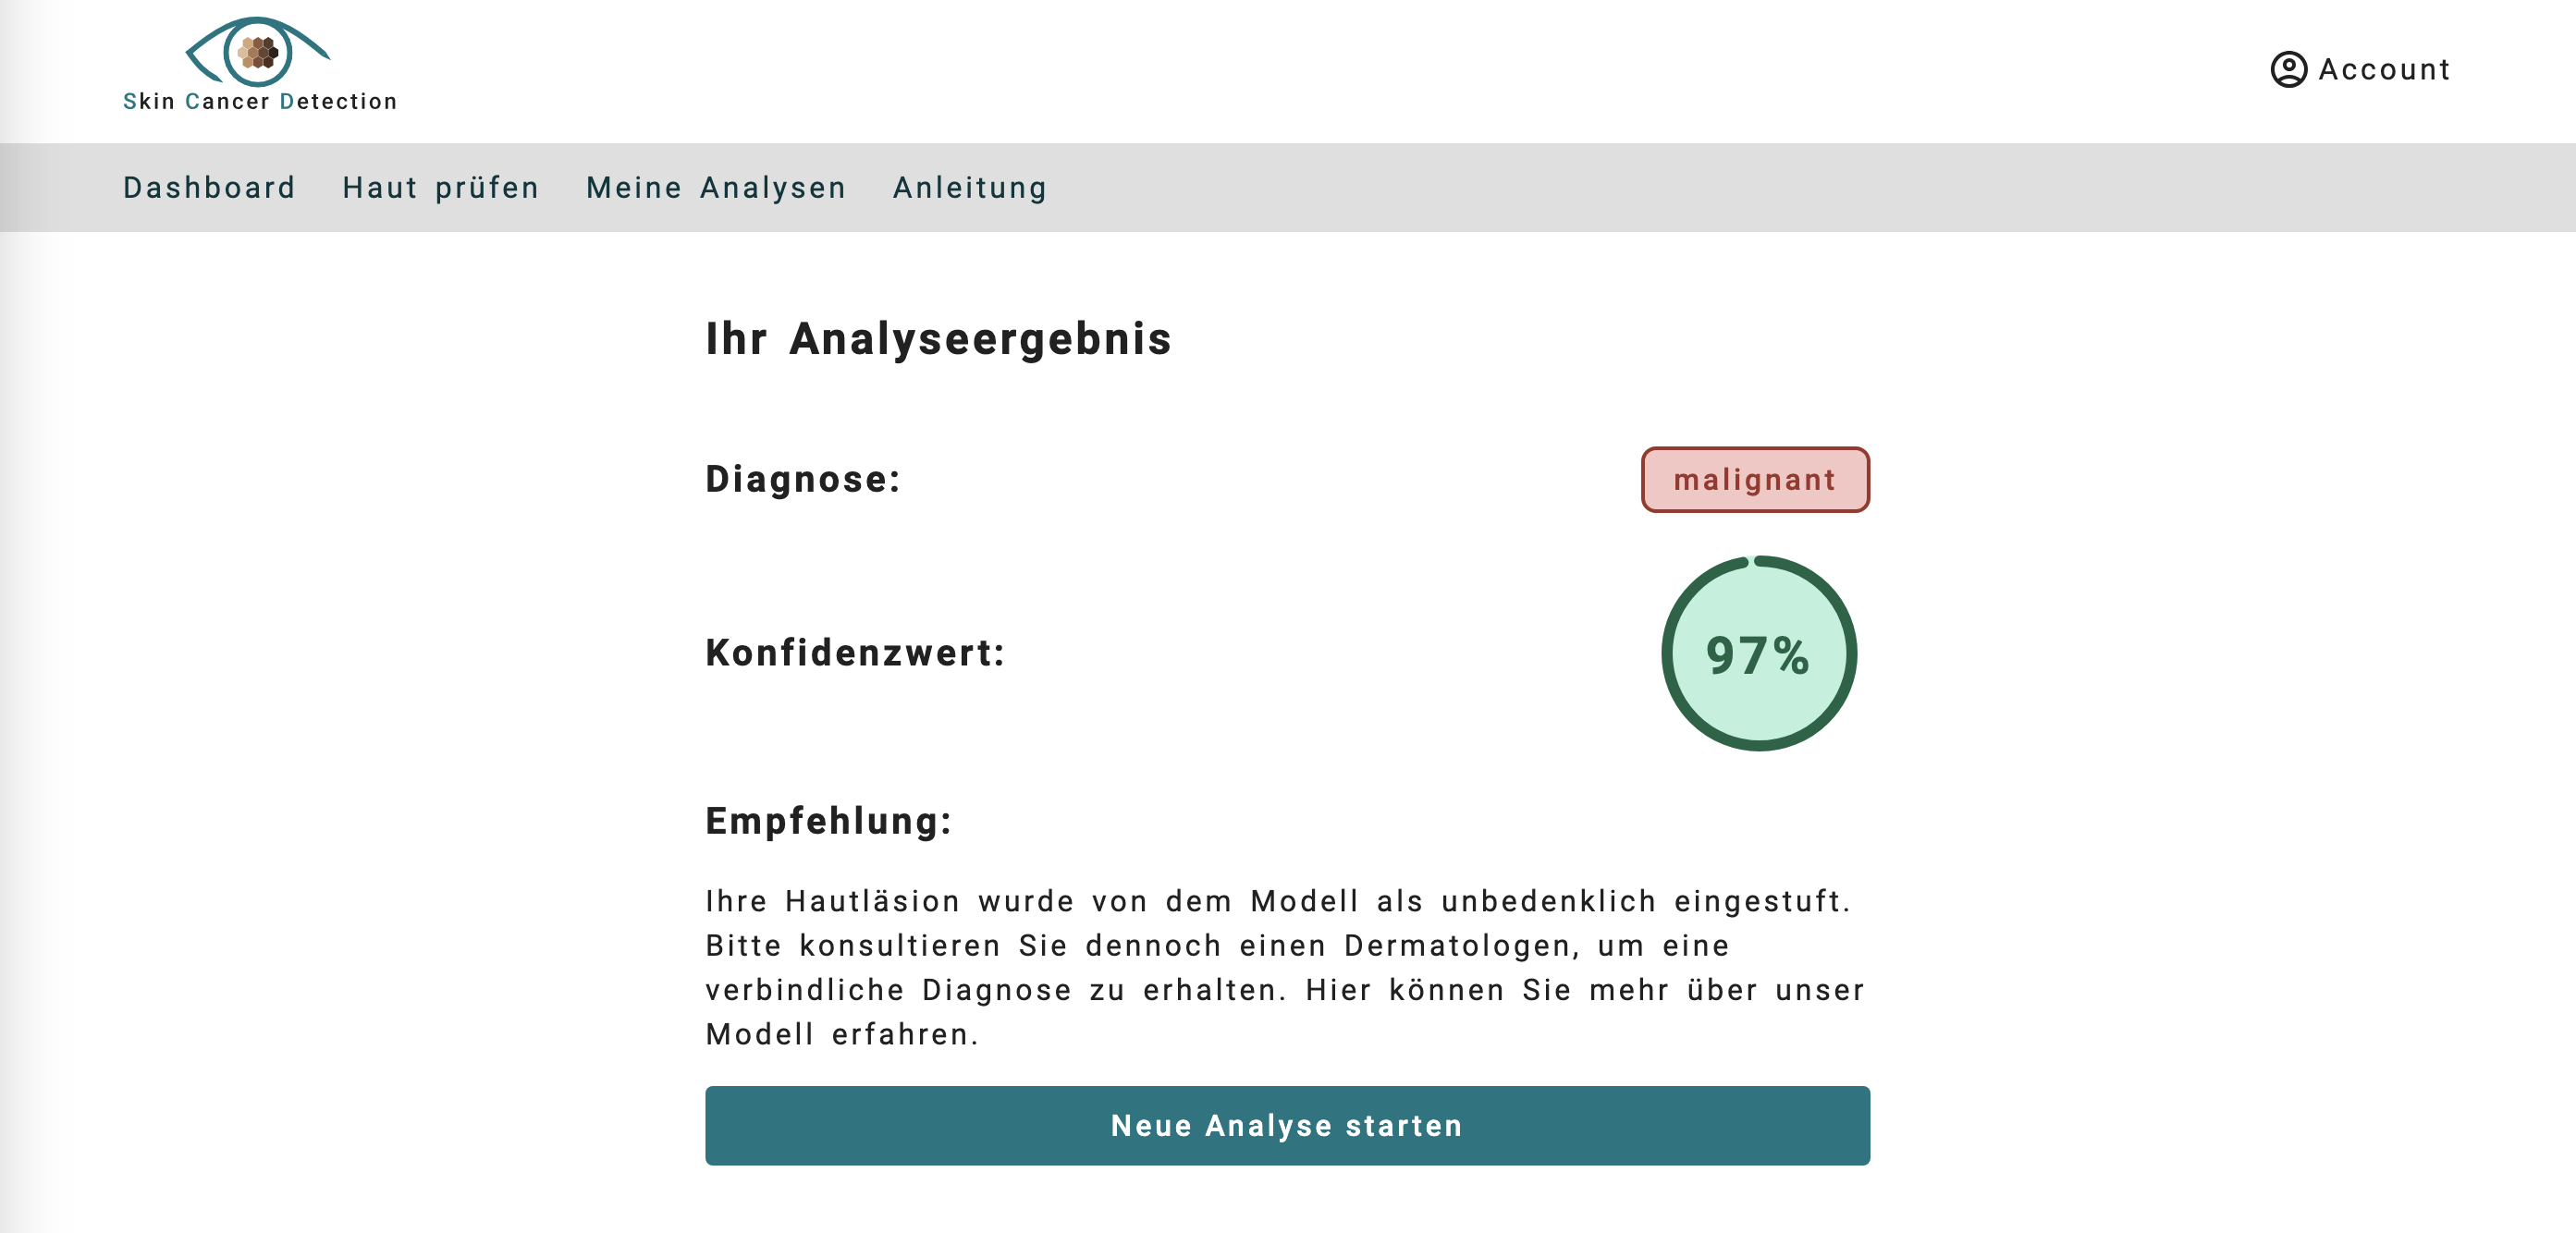 Skin Cancer Detection
Account
Dashboard Haut prüfen Meine Analysen Anleitung
Ihr Analyseergebnis
Diagnose: malignant
Konfidenzwert: 97%
Empfehlung:
Ihre Hautläsion wurde von dem Modell als unbedenklich eingestuft.
Bitte konsultieren Sie dennoch einen Dermatologen, um eine
verbindliche Diagnose zu erhalten. Hier können Sie mehr über unser
Modell erfahren.
Neue Analyse starten